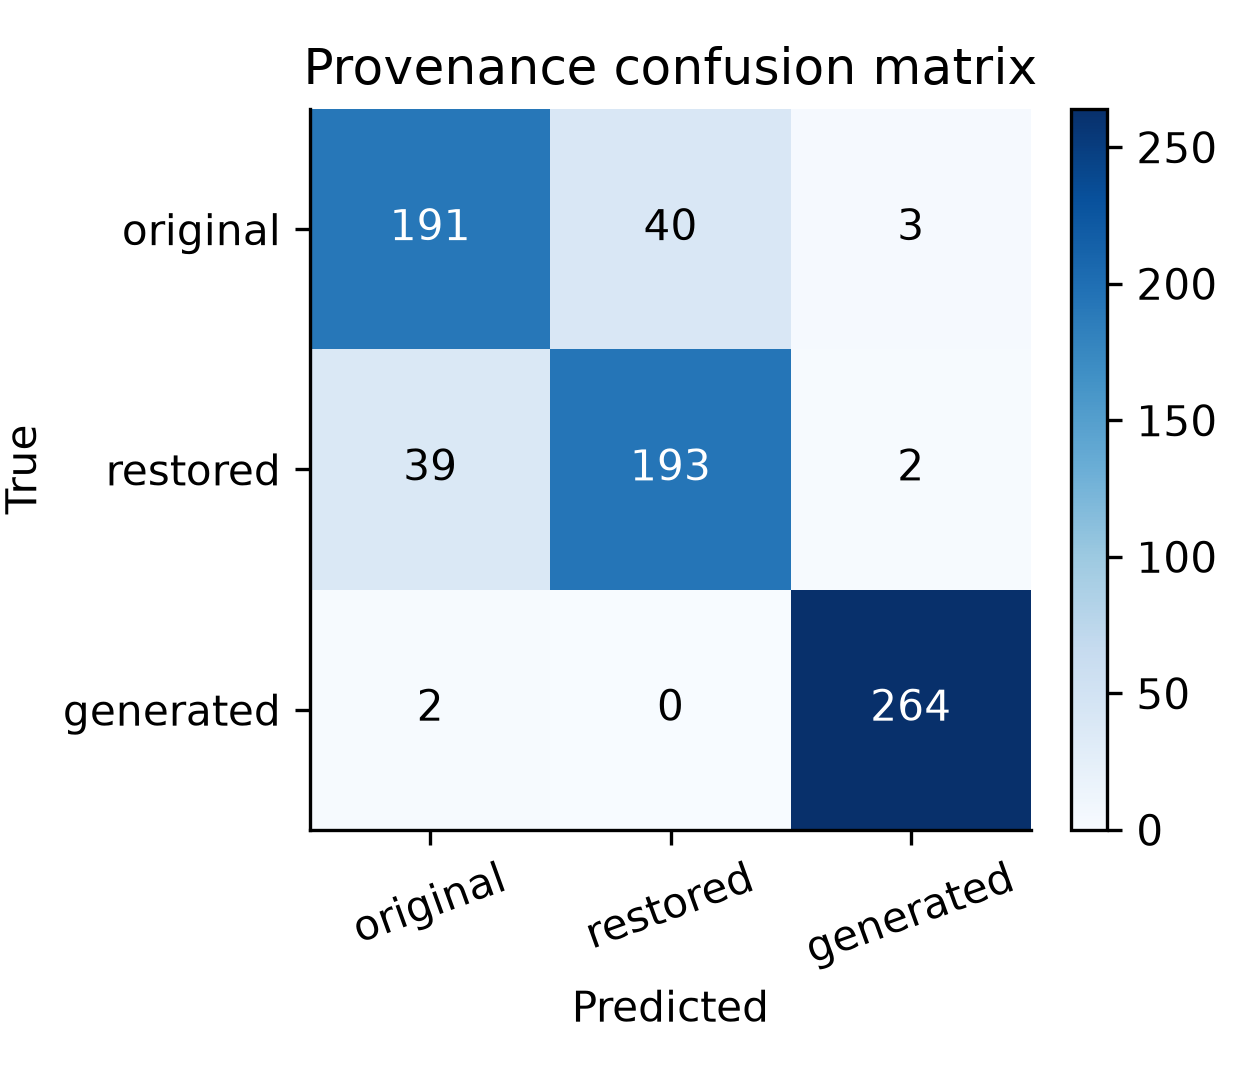 Provenance confusion matrix
original 191 40 3
restored 39 193 2
generated 2 0 264
original restored generated
Predicted
True
250
200
150
100
50
0